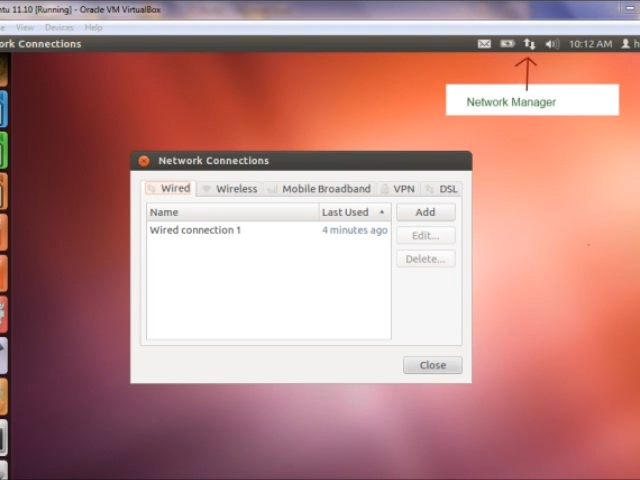 ntu 11.10 [Running] - Oracle VM VirtualBox
View Devices Help
ork Connections 10:12 AM
Network Manager
Network Connections
Wired Wireless Mobile Broadband VPN DSL
Name Last Used Add
Wired connection 1 4 minutes ago Edit...
Delete...
Close